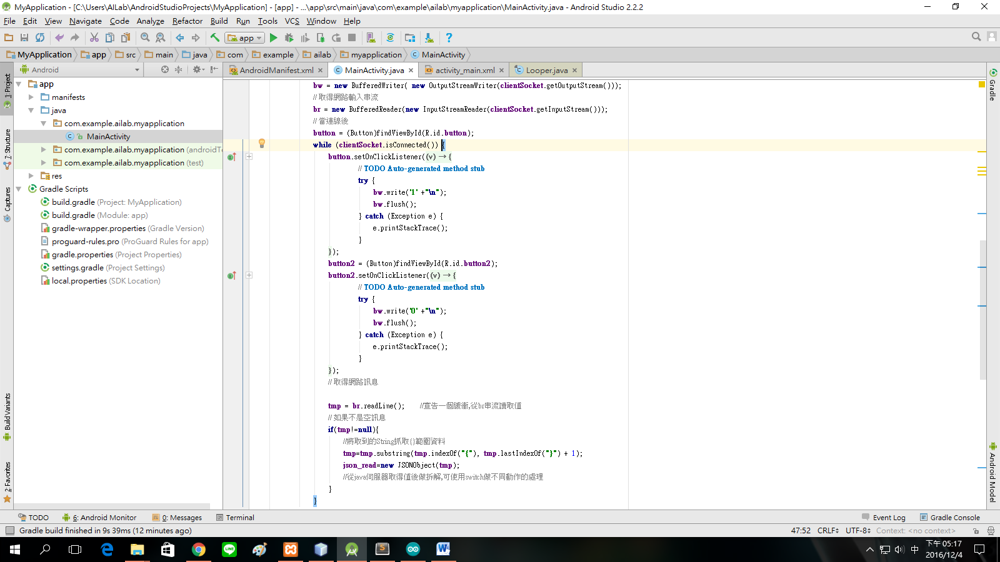 MyApplication - [C:\Users\AILab\AndroidStudioProjects\MyApplication] - [app] - ...\app\src\main\java\com\example\ailab\myapplication\MainActivity.java - Android Studio 2.2.2
File Edit View Navigate Code Analyze Refactor Build Run Tools VCS Window Help
app
MyApplication app src main java com example ailab myapplication MainActivity
Android
AndroidManifest.xml MainActivity.java activity_main.xml Looper.java
1: Project
7: Structure
Captures
Build Variants
2: Favorites
app
manifests
java
com.example.ailab.myapplication
MainActivity
com.example.ailab.myapplication (androidTe
com.example.ailab.myapplication (test)
res
Gradle Scripts
build.gradle (Project: MyApplication)
build.gradle (Module: app)
gradle-wrapper.properties (Gradle Version)
proguard-rules.pro (ProGuard Rules for app)
gradle.properties (Project Properties)
settings.gradle (Project Settings)
local.properties (SDK Location)
bw = new BufferedWriter( new OutputStreamWriter(clientSocket.getOutputStream()));
// 取得網路輸入串流
br = new BufferedReader(new InputStreamReader(clientSocket.getInputStream()));
// 當連線後
button = (Button)findViewById(R.id.button);
while (clientSocket.isConnected()) {
button.setOnClickListener((v) → {
// TODO Auto-generated method stub
try {
bw.write('1' +"\n");
bw.flush();
} catch (Exception e) {
e.printStackTrace();
}
});
button2 = (Button)findViewById(R.id.button2);
button2.setOnClickListener((v) → {
// TODO Auto-generated method stub
try {
bw.write('0' +"\n");
bw.flush();
} catch (Exception e) {
e.printStackTrace();
}
});
// 取得網路訊息
tmp = br.readLine(); //宣告一個緩衝,從br串流讀取值
// 如果不是空訊息
if(tmp!=null){
//將取到的String抓取{}範圍資料
tmp=tmp.substring(tmp.indexOf("{"), tmp.lastIndexOf("}") + 1);
json_read=new JSONObject(tmp);
//從java伺服器取得值後做拆解,可使用switch做不同動作的處理
}
}
Gradle
Android Model
TODO 6: Android Monitor 0: Messages Terminal Event Log Gradle Console
Gradle build finished in 9s 39ms (12 minutes ago) 47:52 CRLF UTF-8 Context: <no context>
中 下午 05:17
2016/12/4